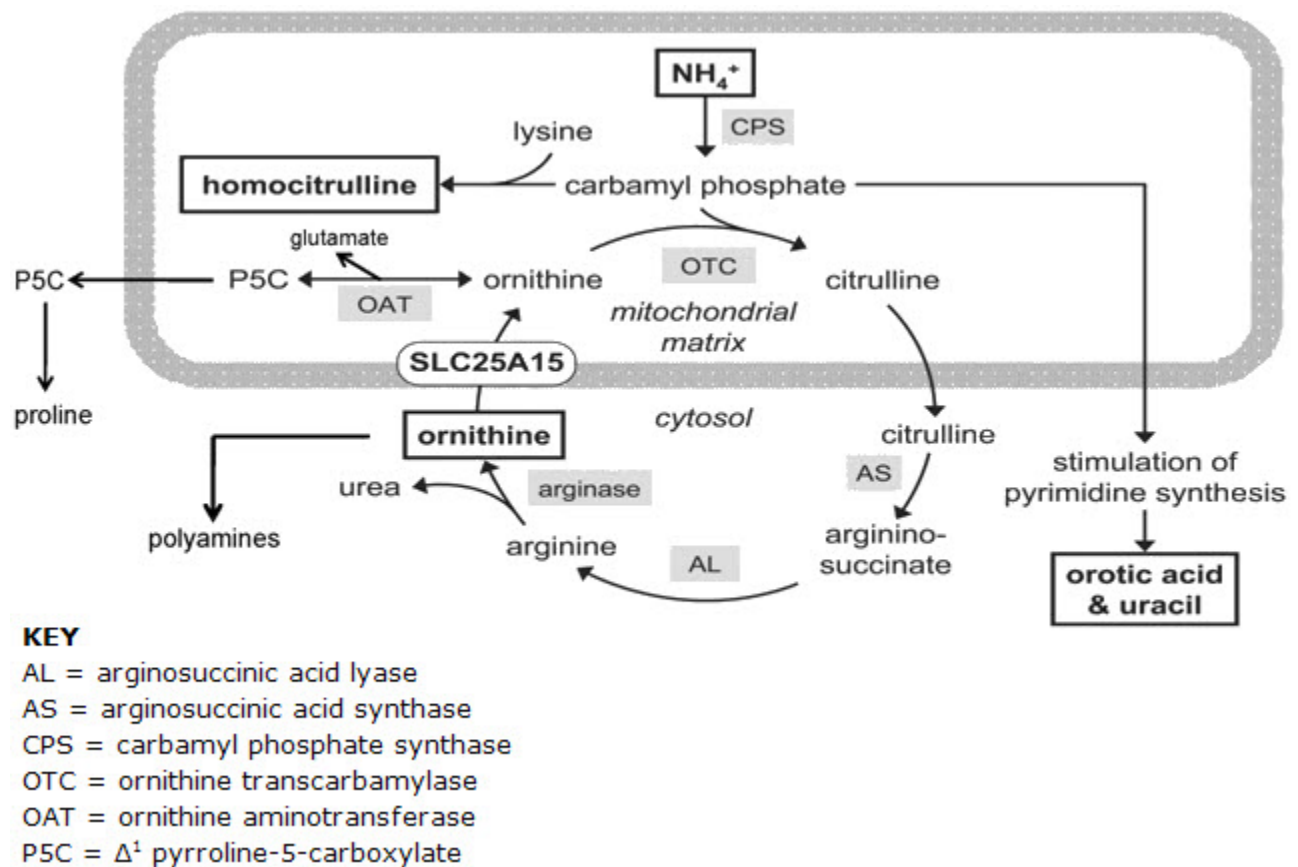 NH₄⁺
CPS
lysine
homocitrulline
carbamyl phosphate
glutamate
P5C
P5C
OAT
ornithine
OTC
citrulline
mitochondrial
matrix
SLC25A15
proline
cytosol
ornithine
citrulline
urea
arginase
AS
stimulation of
pyrimidine synthesis
polyamines
arginine
AL
arginino-
succinate
orotic acid
& uracil
KEY
AL = arginosuccinic acid lyase
AS = arginosuccinic acid synthase
CPS = carbamyl phosphate synthase
OTC = ornithine transcarbamylase
OAT = ornithine aminotransferase
P5C = Δ¹ pyrroline-5-carboxylate